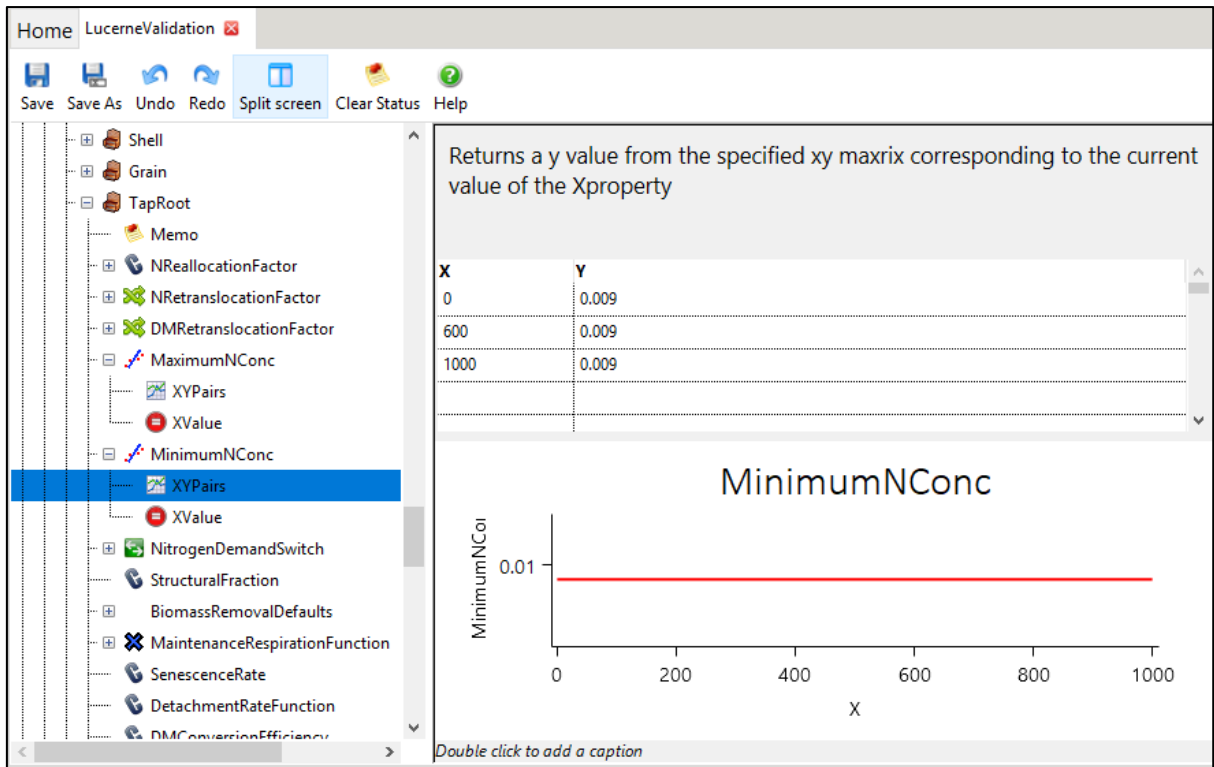 Home LucerneValidation
Save Save As Undo Redo Split screen Clear Status Help
Shell
Grain
TapRoot
Memo
NReallocationFactor
NRetranslocationFactor
DMRetranslocationFactor
MaximumNConc
XYPairs
XValue
MinimumNConc
XYPairs
XValue
NitrogenDemandSwitch
StructuralFraction
BiomassRemovalDefaults
MaintenanceRespirationFunction
SenescenceRate
DetachmentRateFunction
DMConversionEfficiency
Returns a y value from the specified xy maxrix corresponding to the current
value of the Xproperty
X Y
0 0.009
600 0.009
1000 0.009
MinimumNConc
MinimumNCo
0.01
0 200 400 600 800 1000
X
Double click to add a caption